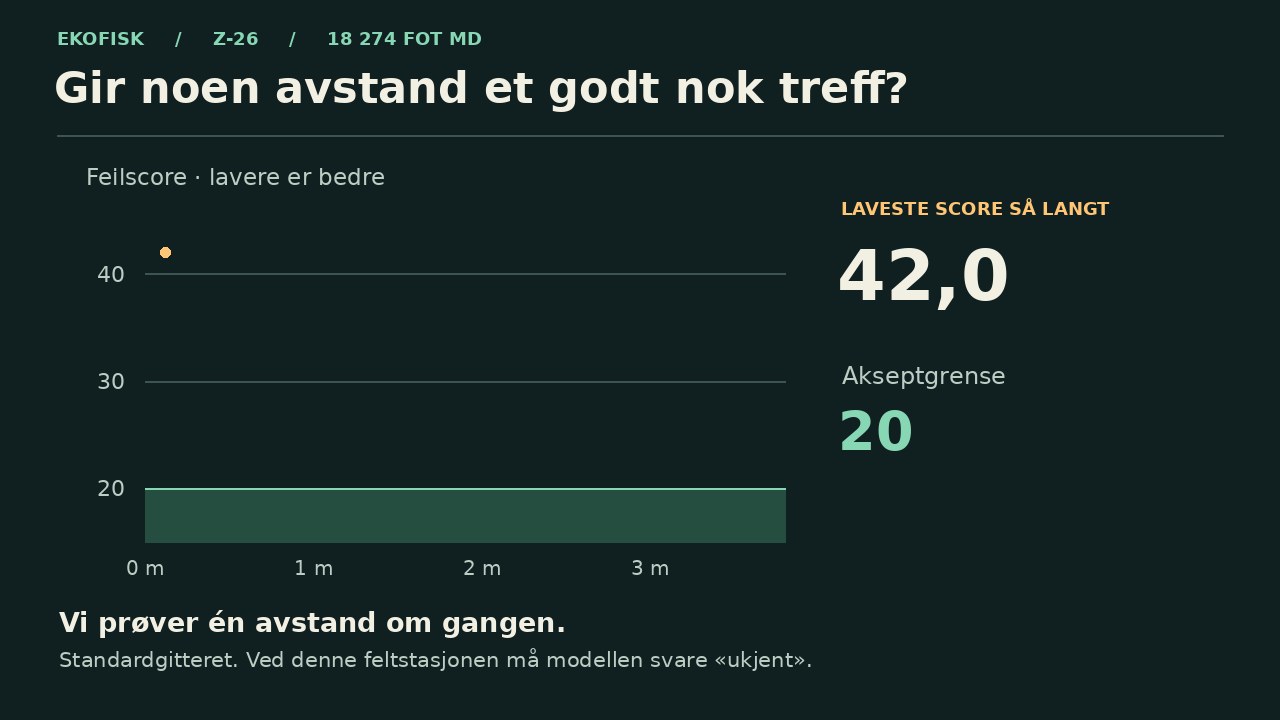 EKOFISK / Z-26 / 18 274 FOT MD
Gir noen avstand et godt nok treff?
Feilscore · lavere er bedre
LAVESTE SCORE SÅ LANGT
42,0
40
30
Akseptgrense
20
20
0 m 1 m 2 m 3 m
Vi prøver én avstand om gangen.
Standardgitteret. Ved denne feltstasjonen må modellen svare «ukjent».